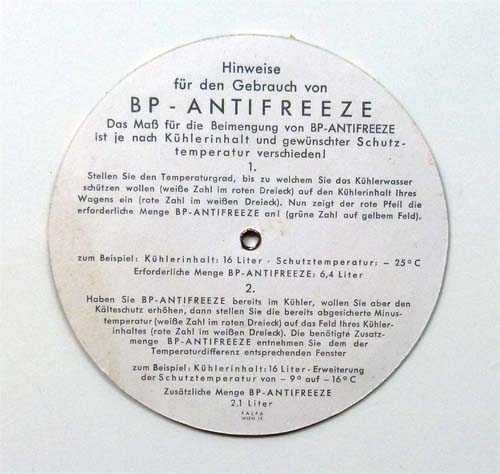 Hinweise
für den Gebrauch von
BP-ANTIFREEZE
Das Maß für die Beimengung von BP-ANTIFREEZE
ist je nach Kühlerinhalt und gewünschter Schutz-
temperatur verschieden!
1.
Stellen Sie den Temperaturgrad, bis zu welchem Sie das Kühlerwasser
schützen wollen (weiße Zahl im roten Dreieck) auf den Kühlerinhalt Ihres
Wagens ein (rote Zahl im weißen Dreieck). Nun zeigt der rote Pfeil die
erforderliche Menge BP-ANTIFREEZE an! (grüne Zahl auf gelbem Feld).
zum Beispiel: Kühlerinhalt: 16 Liter · Schutztemperatur: – 25° C
Erforderliche Menge BP-ANTIFREEZE: 6,4 Liter
2.
Haben Sie BP-ANTIFREEZE bereits im Kühler, wollen Sie aber den
Kälteschutz erhöhen, dann stellen Sie die bereits abgesicherte Minus-
temperatur (weiße Zahl im roten Dreieck) auf das Feld Ihres Kühler-
inhaltes (rote Zahl im weißen Dreieck). Die benötigte Zusatz-
menge BP-ANTIFREEZE entnehmen Sie dem der
Temperaturdifferenz entsprechenden Fenster
zum Beispiel: Kühlerinhalt: 16 Liter · Erweiterung
der Schutztemperatur von – 9° auf –16° C
Zusätzliche Menge BP-ANTIFREEZE
2,1 Liter
FALPA
WIEN IX